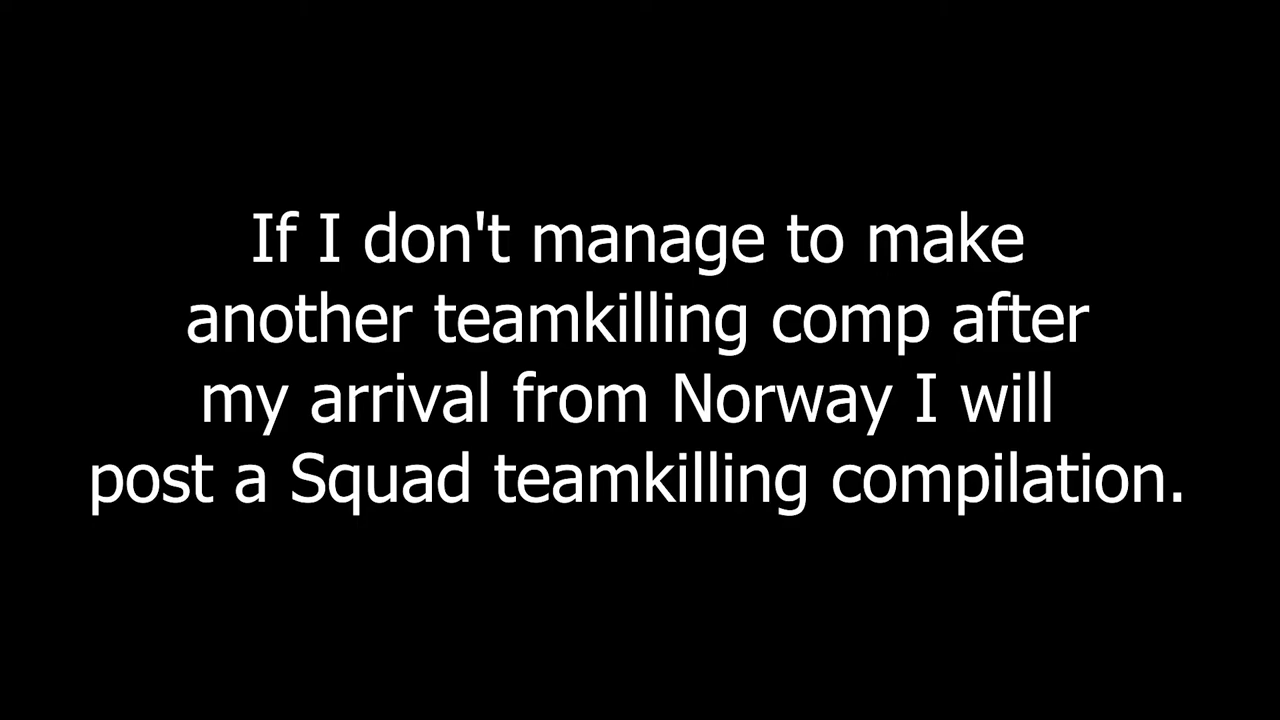 If I don't manage to make
another teamkilling comp after
my arrival from Norway I will
post a Squad teamkilling compilation.